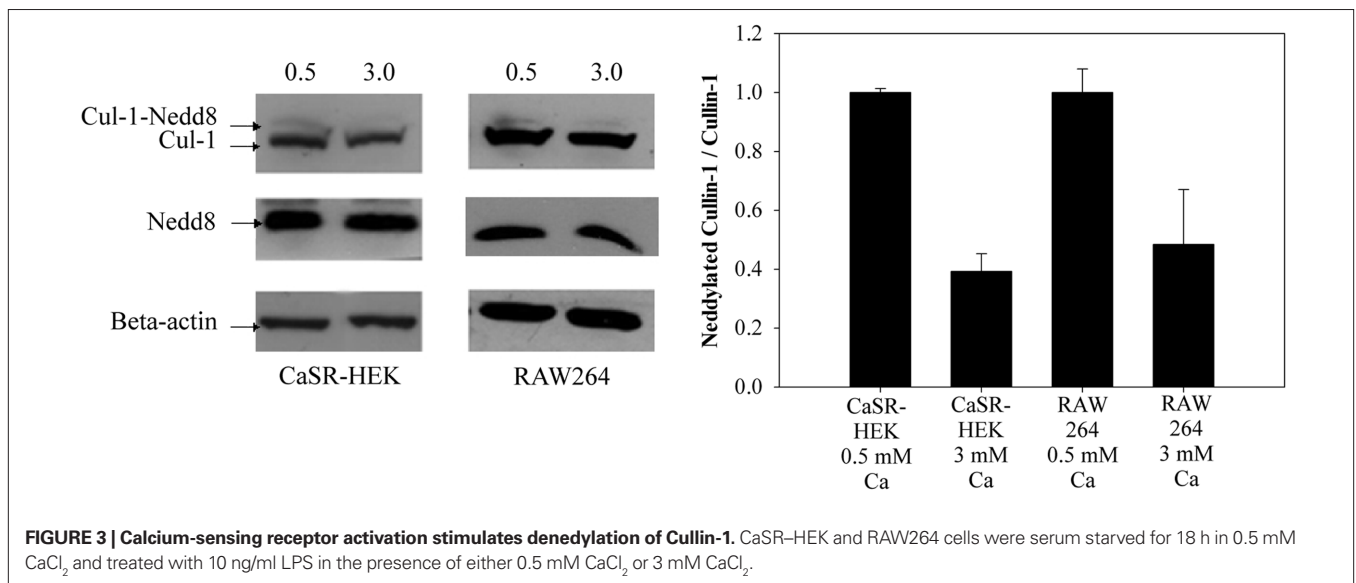 0.5 3.0
0.5 3.0
Cul-1-Nedd8
Cul-1
Nedd8
Beta-actin
CaSR-HEK
RAW264
Neddylated Cullin-1 / Cullin-1
1.2
1.0
0.8
0.6
0.4
0.2
0.0
CaSR-
HEK
0.5 mM
Ca
CaSR-
HEK
3 mM
Ca
RAW
264
0.5 mM
Ca
RAW
264
3 mM
Ca
FIGURE 3 | Calcium-sensing receptor activation stimulates denedylation of Cullin-1. CaSR–HEK and RAW264 cells were serum starved for 18 h in 0.5 mM
CaCl₂ and treated with 10 ng/ml LPS in the presence of either 0.5 mM CaCl₂ or 3 mM CaCl₂.